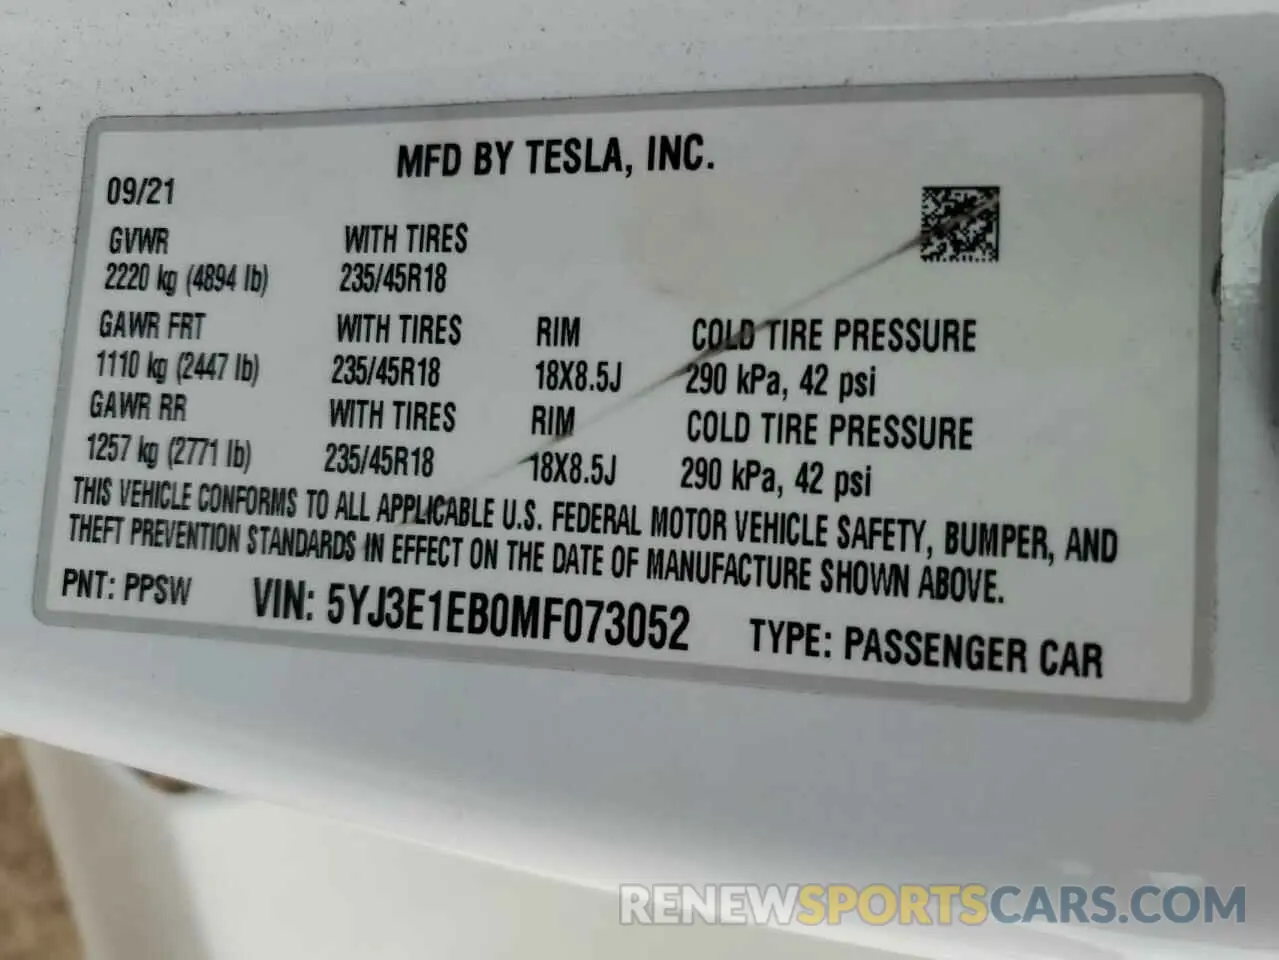 MFD BY TESLA, INC.
09/21
GVWR WITH TIRES
2220 kg (4894 lb) 235/45R18
GAWR FRT WITH TIRES RIM COLD TIRE PRESSURE
1110 kg (2447 lb) 235/45R18 18X8.5J 290 kPa, 42 psi
GAWR RR WITH TIRES RIM COLD TIRE PRESSURE
1257 kg (2771 lb) 235/45R18 18X8.5J 290 kPa, 42 psi
THIS VEHICLE CONFORMS TO ALL APPLICABLE U.S. FEDERAL MOTOR VEHICLE SAFETY, BUMPER, AND
THEFT PREVENTION STANDARDS IN EFFECT ON THE DATE OF MANUFACTURE SHOWN ABOVE.
PNT: PPSW VIN: 5YJ3E1EB0MF073052 TYPE: PASSENGER CAR
RENEWSPORTSCARS.COM